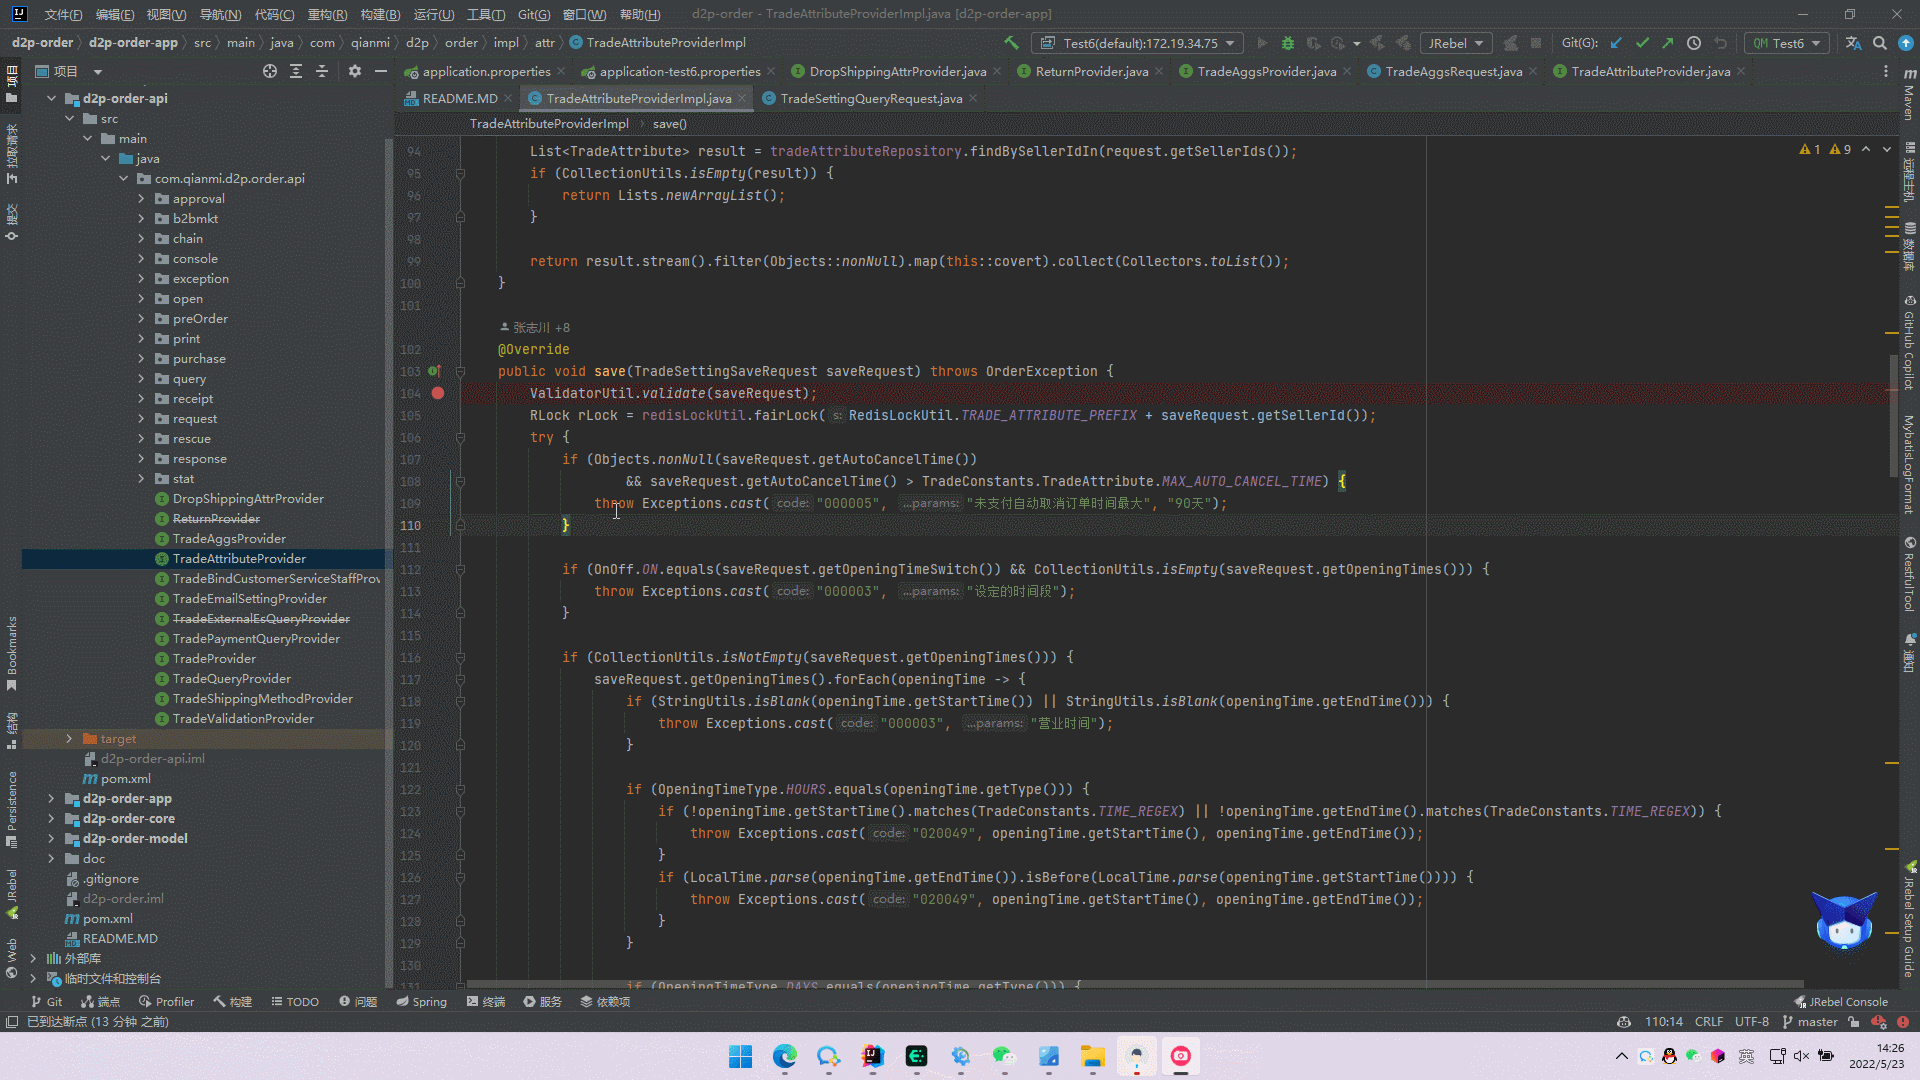 文件(F) 编辑(E) 视图(V) 导航(N) 代码(C) 重构(R) 构建(B) 运行(U) 工具(T) Git(G) 窗口(W) 帮助(H) d2p-order - TradeAttributeProviderImpl.java [d2p-order-app]
d2p-order d2p-order-app src main java com qianmi d2p order impl attr TradeAttributeProviderImpl Test6(default):172.19.34.75 JRebel Git(G): QM Test6
项目
application.properties application-test6.properties DropShippingAttrProvider.java ReturnProvider.java TradeAggsProvider.java TradeAggsRequest.java TradeAttributeProvider.java
README.MD TradeAttributeProviderImpl.java TradeSettingQueryRequest.java
TradeAttributeProviderImpl save()
项目
拉取请求
提交
Bookmarks
结构
Persistence
JRebel
Web
d2p-order-api
src
main
java
com.qianmi.d2p.order.api
approval
b2bmkt
chain
console
exception
open
preOrder
print
purchase
query
receipt
request
rescue
response
stat
DropShippingAttrProvider
ReturnProvider
TradeAggsProvider
TradeAttributeProvider
TradeBindCustomerServiceStaffProv
TradeEmailSettingProvider
TradeExternalEsQueryProvider
TradePaymentQueryProvider
TradeProvider
TradeQueryProvider
TradeShippingMethodProvider
TradeValidationProvider
target
d2p-order-api.iml
pom.xml
d2p-order-app
d2p-order-core
d2p-order-model
doc
.gitignore
d2p-order.iml
pom.xml
README.MD
外部库
临时文件和控制台
1 9
94 List<TradeAttribute> result = tradeAttributeRepository.findBySellerIdIn(request.getSellerIds());
95 if (CollectionUtils.isEmpty(result)) {
96 return Lists.newArrayList();
97 }
98
99 return result.stream().filter(Objects::nonNull).map(this::covert).collect(Collectors.toList());
100 }
101
张志川 +8
102 @Override
103 public void save(TradeSettingSaveRequest saveRequest) throws OrderException {
104 ValidatorUtil.validate(saveRequest);
105 RLock rLock = redisLockUtil.fairLock( s: RedisLockUtil.TRADE_ATTRIBUTE_PREFIX + saveRequest.getSellerId());
106 try {
107 if (Objects.nonNull(saveRequest.getAutoCancelTime())
108 && saveRequest.getAutoCancelTime() > TradeConstants.TradeAttribute.MAX_AUTO_CANCEL_TIME) {
109 throw Exceptions.cast( code: "000005", ...params: "未支付自动取消订单时间最大", "90天");
110 }
111
112 if (OnOff.ON.equals(saveRequest.getOpeningTimeSwitch()) && CollectionUtils.isEmpty(saveRequest.getOpeningTimes())) {
113 throw Exceptions.cast( code: "000003", ...params: "设定的时间段");
114 }
115
116 if (CollectionUtils.isNotEmpty(saveRequest.getOpeningTimes())) {
117 saveRequest.getOpeningTimes().forEach(openingTime -> {
118 if (StringUtils.isBlank(openingTime.getStartTime()) || StringUtils.isBlank(openingTime.getEndTime())) {
119 throw Exceptions.cast( code: "000003", ...params: "营业时间");
120 }
121
122 if (OpeningTimeType.HOURS.equals(openingTime.getType())) {
123 if (!openingTime.getStartTime().matches(TradeConstants.TIME_REGEX) || !openingTime.getEndTime().matches(TradeConstants.TIME_REGEX)) {
124 throw Exceptions.cast( code: "020049", openingTime.getStartTime(), openingTime.getEndTime());
125 }
126 if (LocalTime.parse(openingTime.getEndTime()).isBefore(LocalTime.parse(openingTime.getStartTime()))) {
127 throw Exceptions.cast( code: "020049", openingTime.getStartTime(), openingTime.getEndTime());
128 }
129 }
130
131 if (OpeningTimeType.DAYS.equals(openingTime.getType())) {
Maven
远程主机
数据库
GitHub Copilot
MybatisLogFormat
RestfulTool
通知
JRebel Setup Guide
Git 端点 Profiler 构建 TODO 问题 Spring 终端 服务 依赖项 JRebel Console
已到达断点 (13 分钟 之前) 110:14 CRLF UTF-8 master
英 14:26
2022/5/23